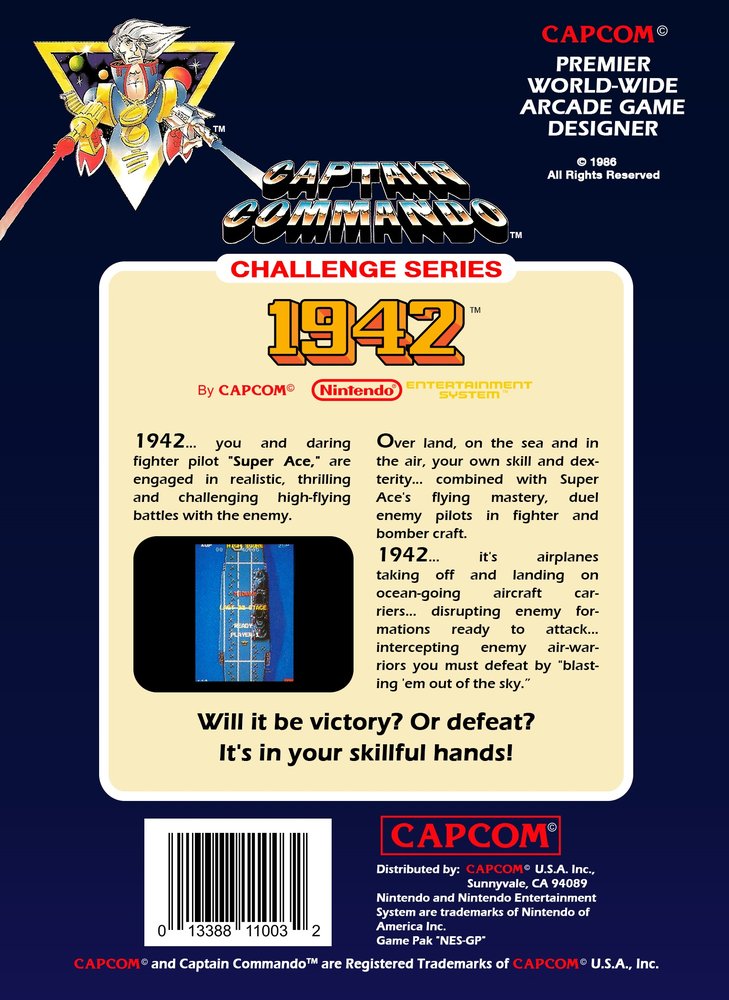 CAPCOM©
PREMIER
WORLD-WIDE
ARCADE GAME
DESIGNER
© 1986
All Rights Reserved
TM
CAPTAIN
COMMANDO™
CHALLENGE SERIES
1942™
By CAPCOM© Nintendo® ENTERTAINMENT
SYSTEM™
1942... you and daring
fighter pilot "Super Ace," are
engaged in realistic, thrilling
and challenging high-flying
battles with the enemy.
READY
PLAYER1
Over land, on the sea and in
the air, your own skill and dex-
terity... combined with Super
Ace's flying mastery, duel
enemy pilots in fighter and
bomber craft.
1942... it's airplanes
taking off and landing on
ocean-going aircraft car-
riers... disrupting enemy for-
mations ready to attack...
intercepting enemy air-war-
riors you must defeat by "blast-
ing 'em out of the sky."
Will it be victory? Or defeat?
It's in your skillful hands!
0 13388 11003 2
CAPCOM©
Distributed by: CAPCOM© U.S.A. Inc.,
Sunnyvale, CA 94089
Nintendo and Nintendo Entertainment
System are trademarks of Nintendo of
America Inc.
Game Pak "NES-GP"
CAPCOM© and Captain Commando™ are Registered Trademarks of CAPCOM© U.S.A., Inc.